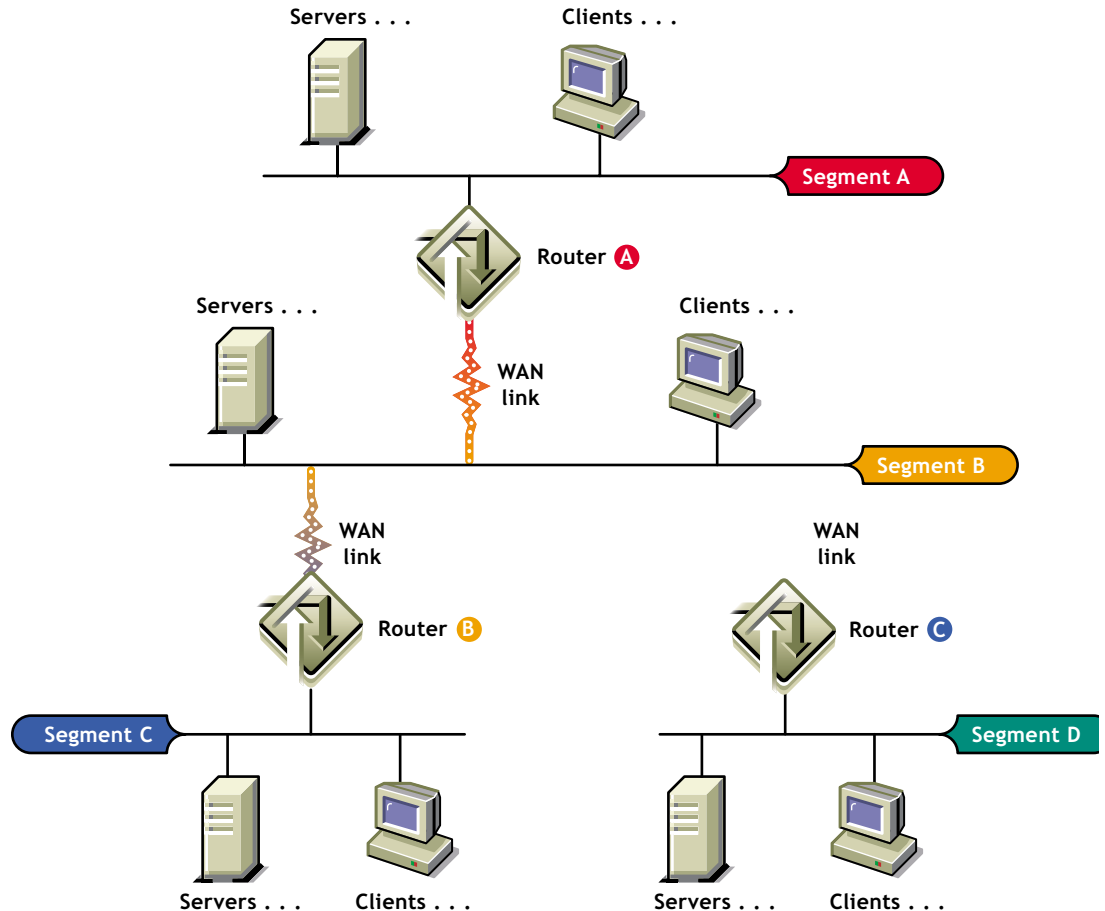 Servers . . .
Clients . . .
Segment A
Router A
Servers . . .
Clients . . .
WAN
link
Segment B
WAN
link
WAN
link
Router B
Router C
Segment C
Segment D
Servers . . .
Clients . . .
Servers . . .
Clients . . .